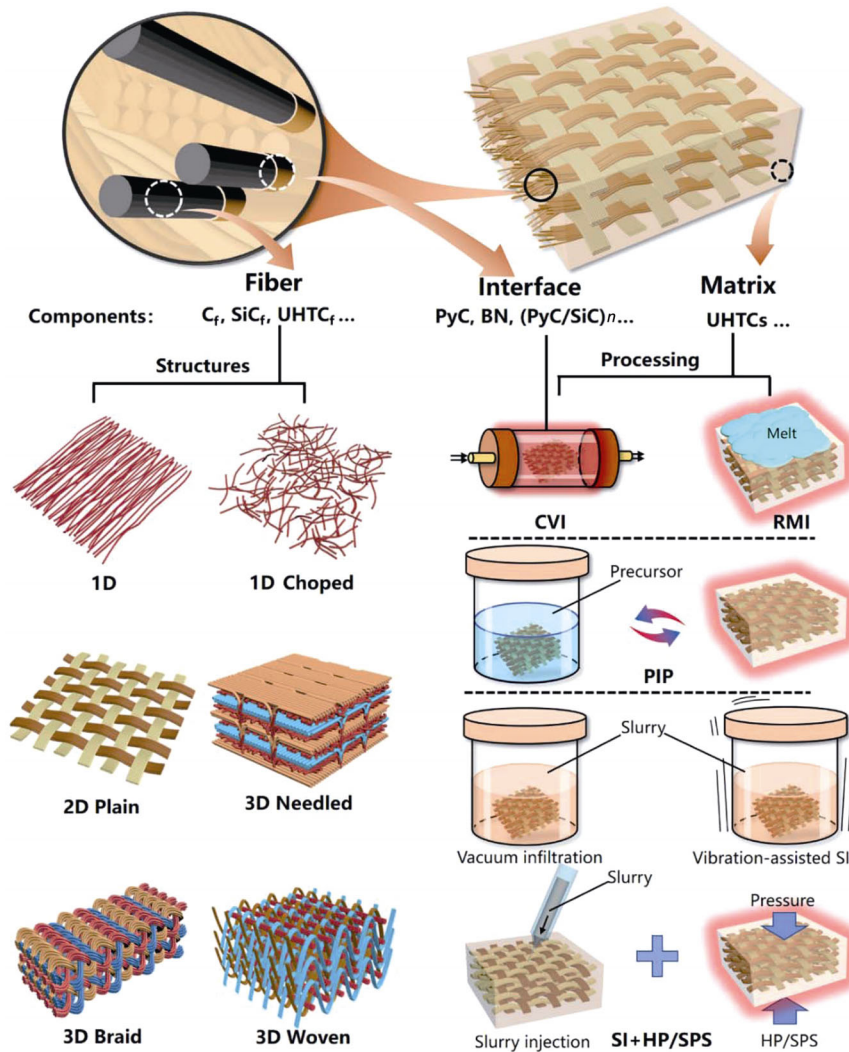 Fiber
Interface
Matrix
Components:
Cf, SiCf, UHTCf ...
PyC, BN, (PyC/SiC)n...
UHTCs ...
Structures
Processing
Melt
1D
1D Choped
CVI
RMI
Precursor
PIP
2D Plain
3D Needled
Slurry
Vacuum infiltration
Vibration-assisted SI
Slurry
Pressure
3D Braid
3D Woven
Slurry injection
SI+HP/SPS
HP/SPS